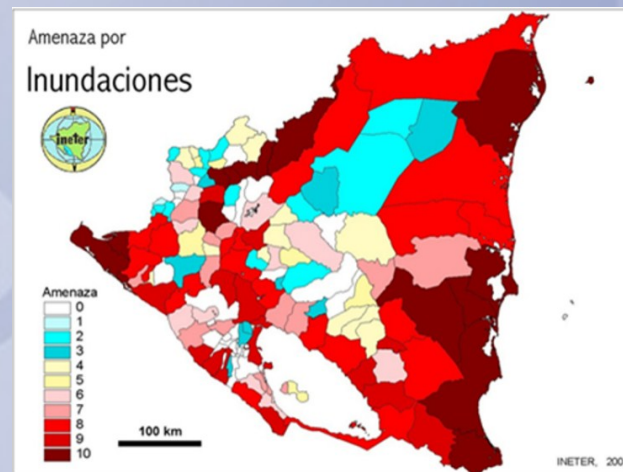 Amenaza por
Inundaciones
ineter
Amenaza
0
1
2
3
4
5
6
7
8
9
10
100 km
INETER, 200